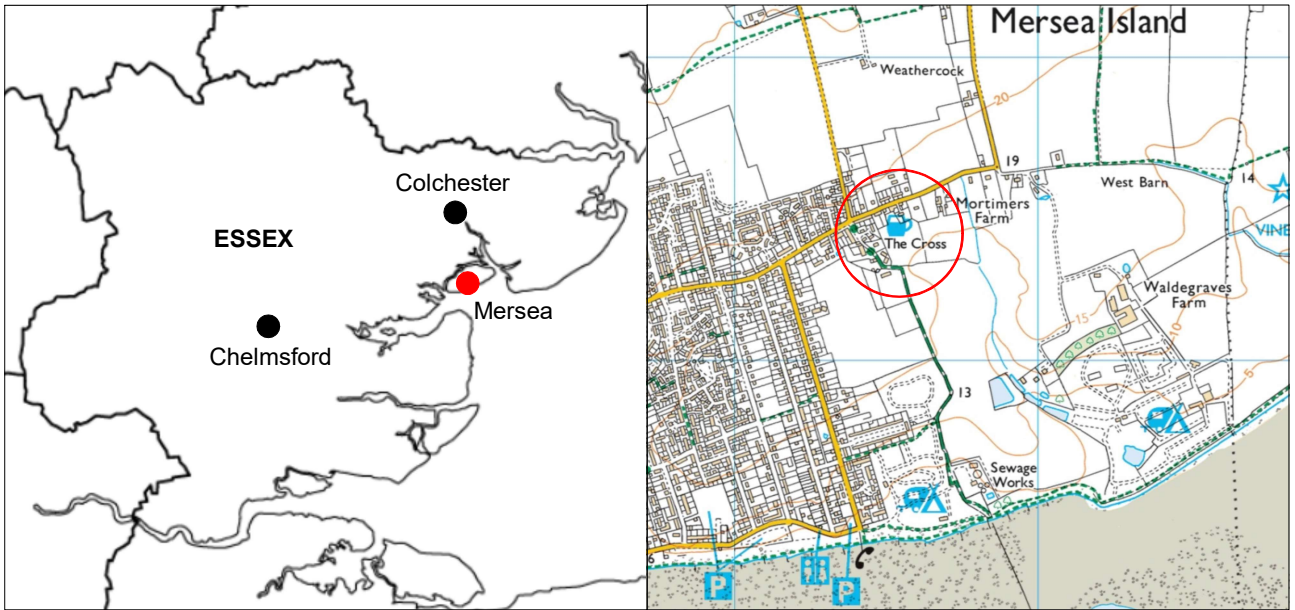 Colchester
ESSEX
Mersea
Chelmsford
Mersea Island
Weathercock
20
19
West Barn
14
Mortimers
Farm
The Cross
VINE
Waldegraves
Farm
15
10
5
13
Sewage
Works
6
P
P